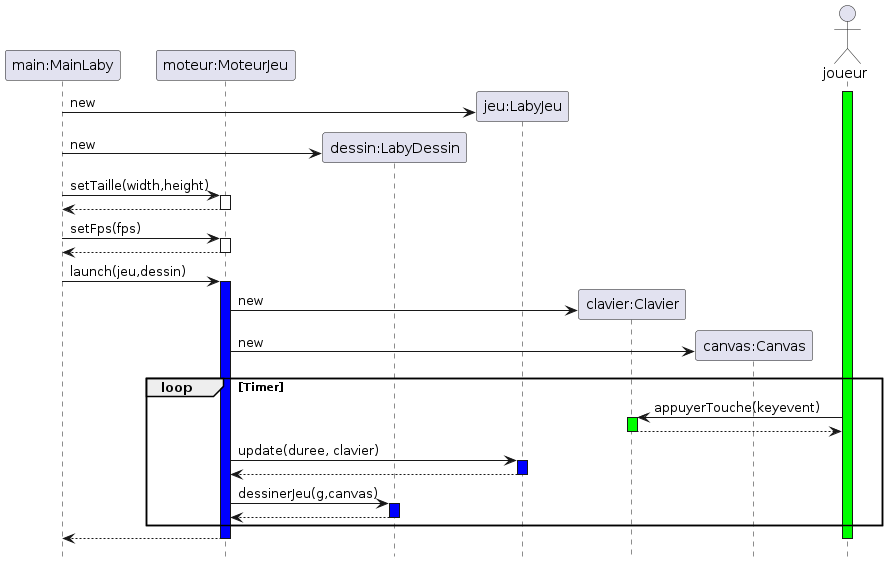 joueur
main:MainLaby
moteur:MoteurJeu
new
jeu:LabyJeu
new
dessin:LabyDessin
setTaille(width,height)
setFps(fps)
launch(jeu,dessin)
new
clavier:Clavier
new
canvas:Canvas
loop
[Timer]
appuyerTouche(keyevent)
update(duree, clavier)
dessinerJeu(g,canvas)